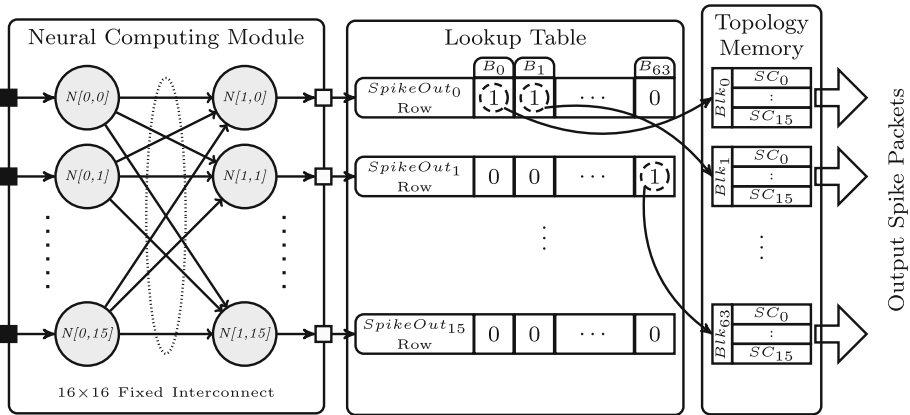 Neural Computing Module
N[0,0]
N[1,0]
N[0,1]
N[1,1]
N[0,15]
N[1,15]
16×16 Fixed Interconnect
Lookup Table
B0 B1 B63
SpikeOut0
Row
1 1 ··· 0
SpikeOut1
Row
0 0 ··· 1
SpikeOut15
Row
0 0 ··· 0
Topology
Memory
Blk0
SC0
:
SC15
Blk1
SC0
:
SC15
Blk63
SC0
:
SC15
Output Spike Packets